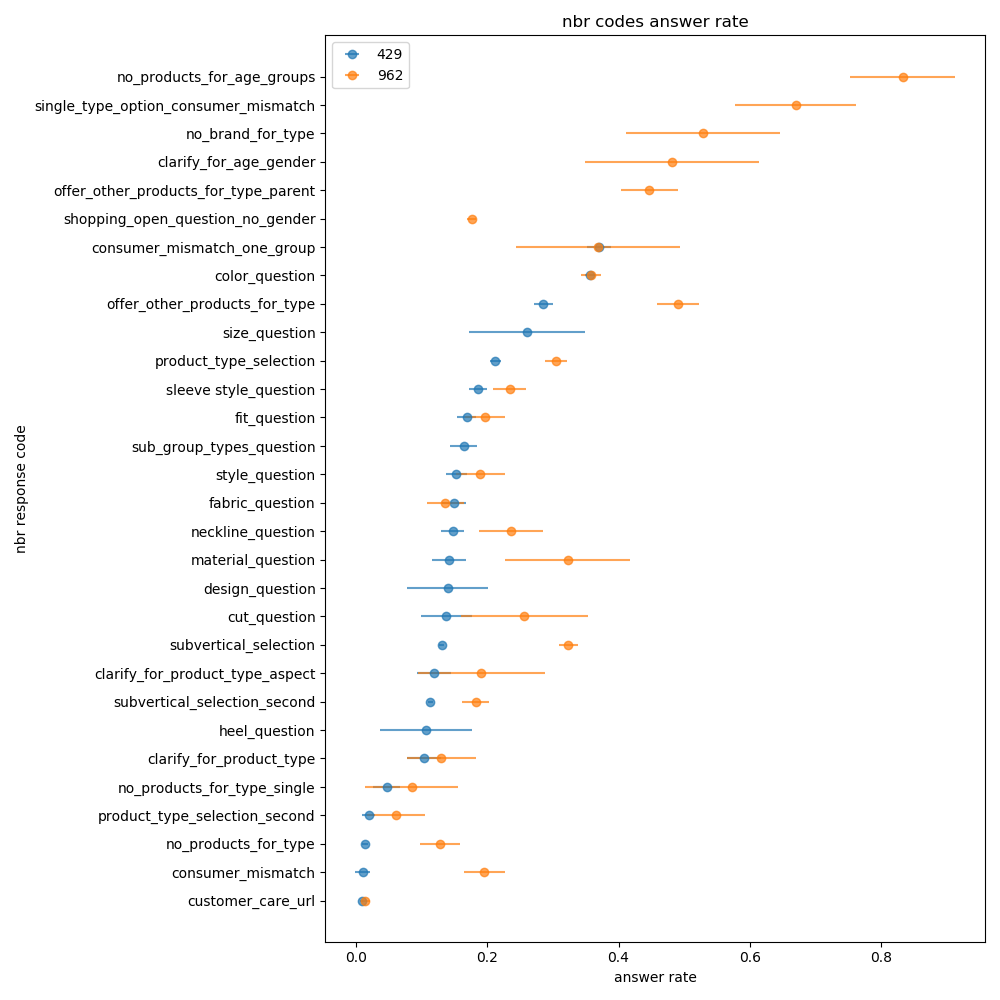 nbr codes answer rate
429
962
no_products_for_age_groups
single_type_option_consumer_mismatch
no_brand_for_type
clarify_for_age_gender
offer_other_products_for_type_parent
shopping_open_question_no_gender
consumer_mismatch_one_group
color_question
offer_other_products_for_type
size_question
product_type_selection
sleeve style_question
fit_question
sub_group_types_question
style_question
fabric_question
neckline_question
material_question
design_question
cut_question
subvertical_selection
clarify_for_product_type_aspect
subvertical_selection_second
heel_question
clarify_for_product_type
no_products_for_type_single
product_type_selection_second
no_products_for_type
consumer_mismatch
customer_care_url
nbr response code
0.0 0.2 0.4 0.6 0.8
answer rate